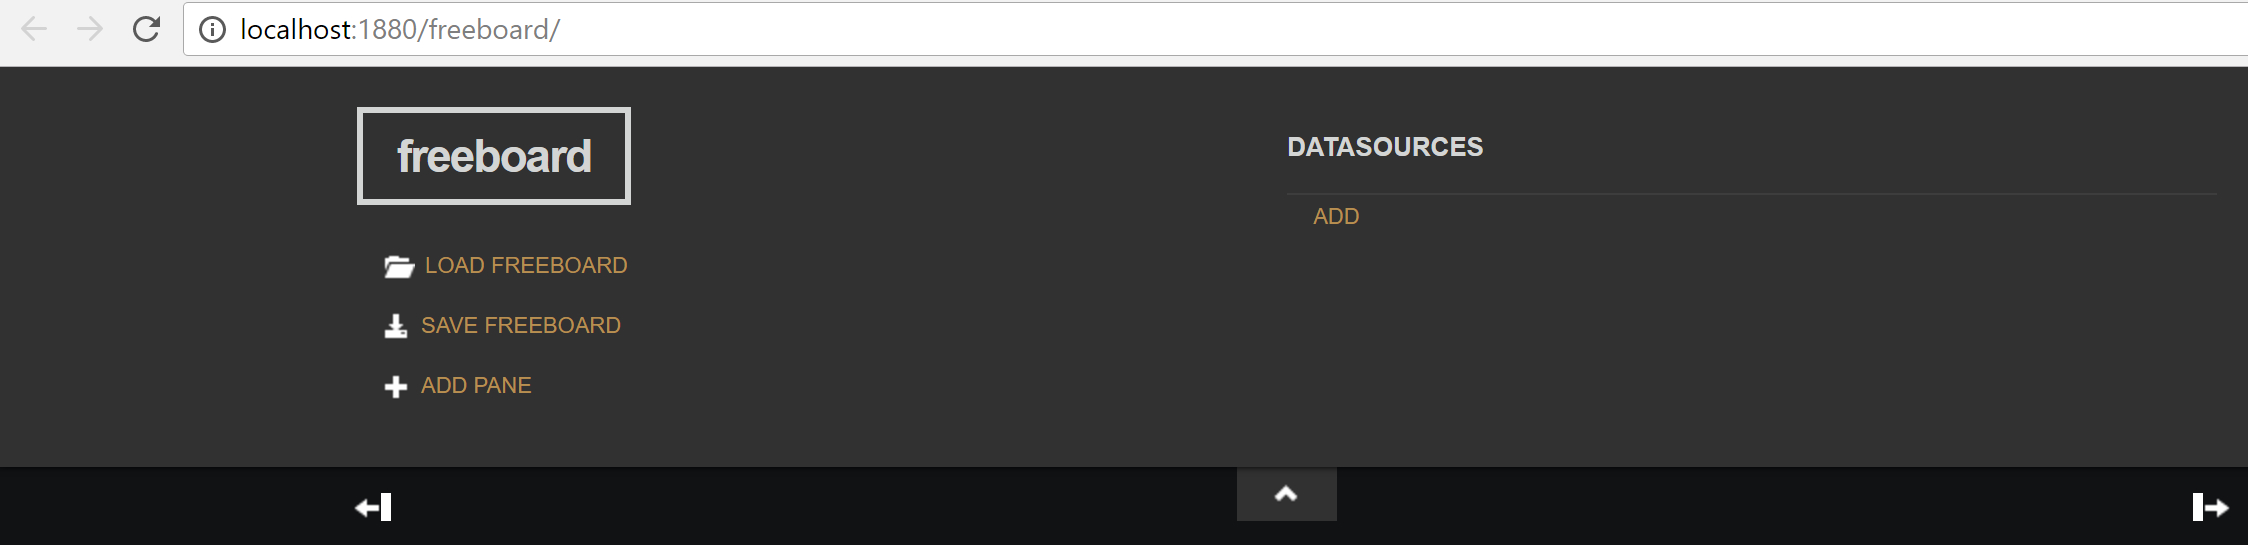 localhost:1880/freeboard/
freeboard
LOAD FREEBOARD
SAVE FREEBOARD
ADD PANE
DATASOURCES
ADD